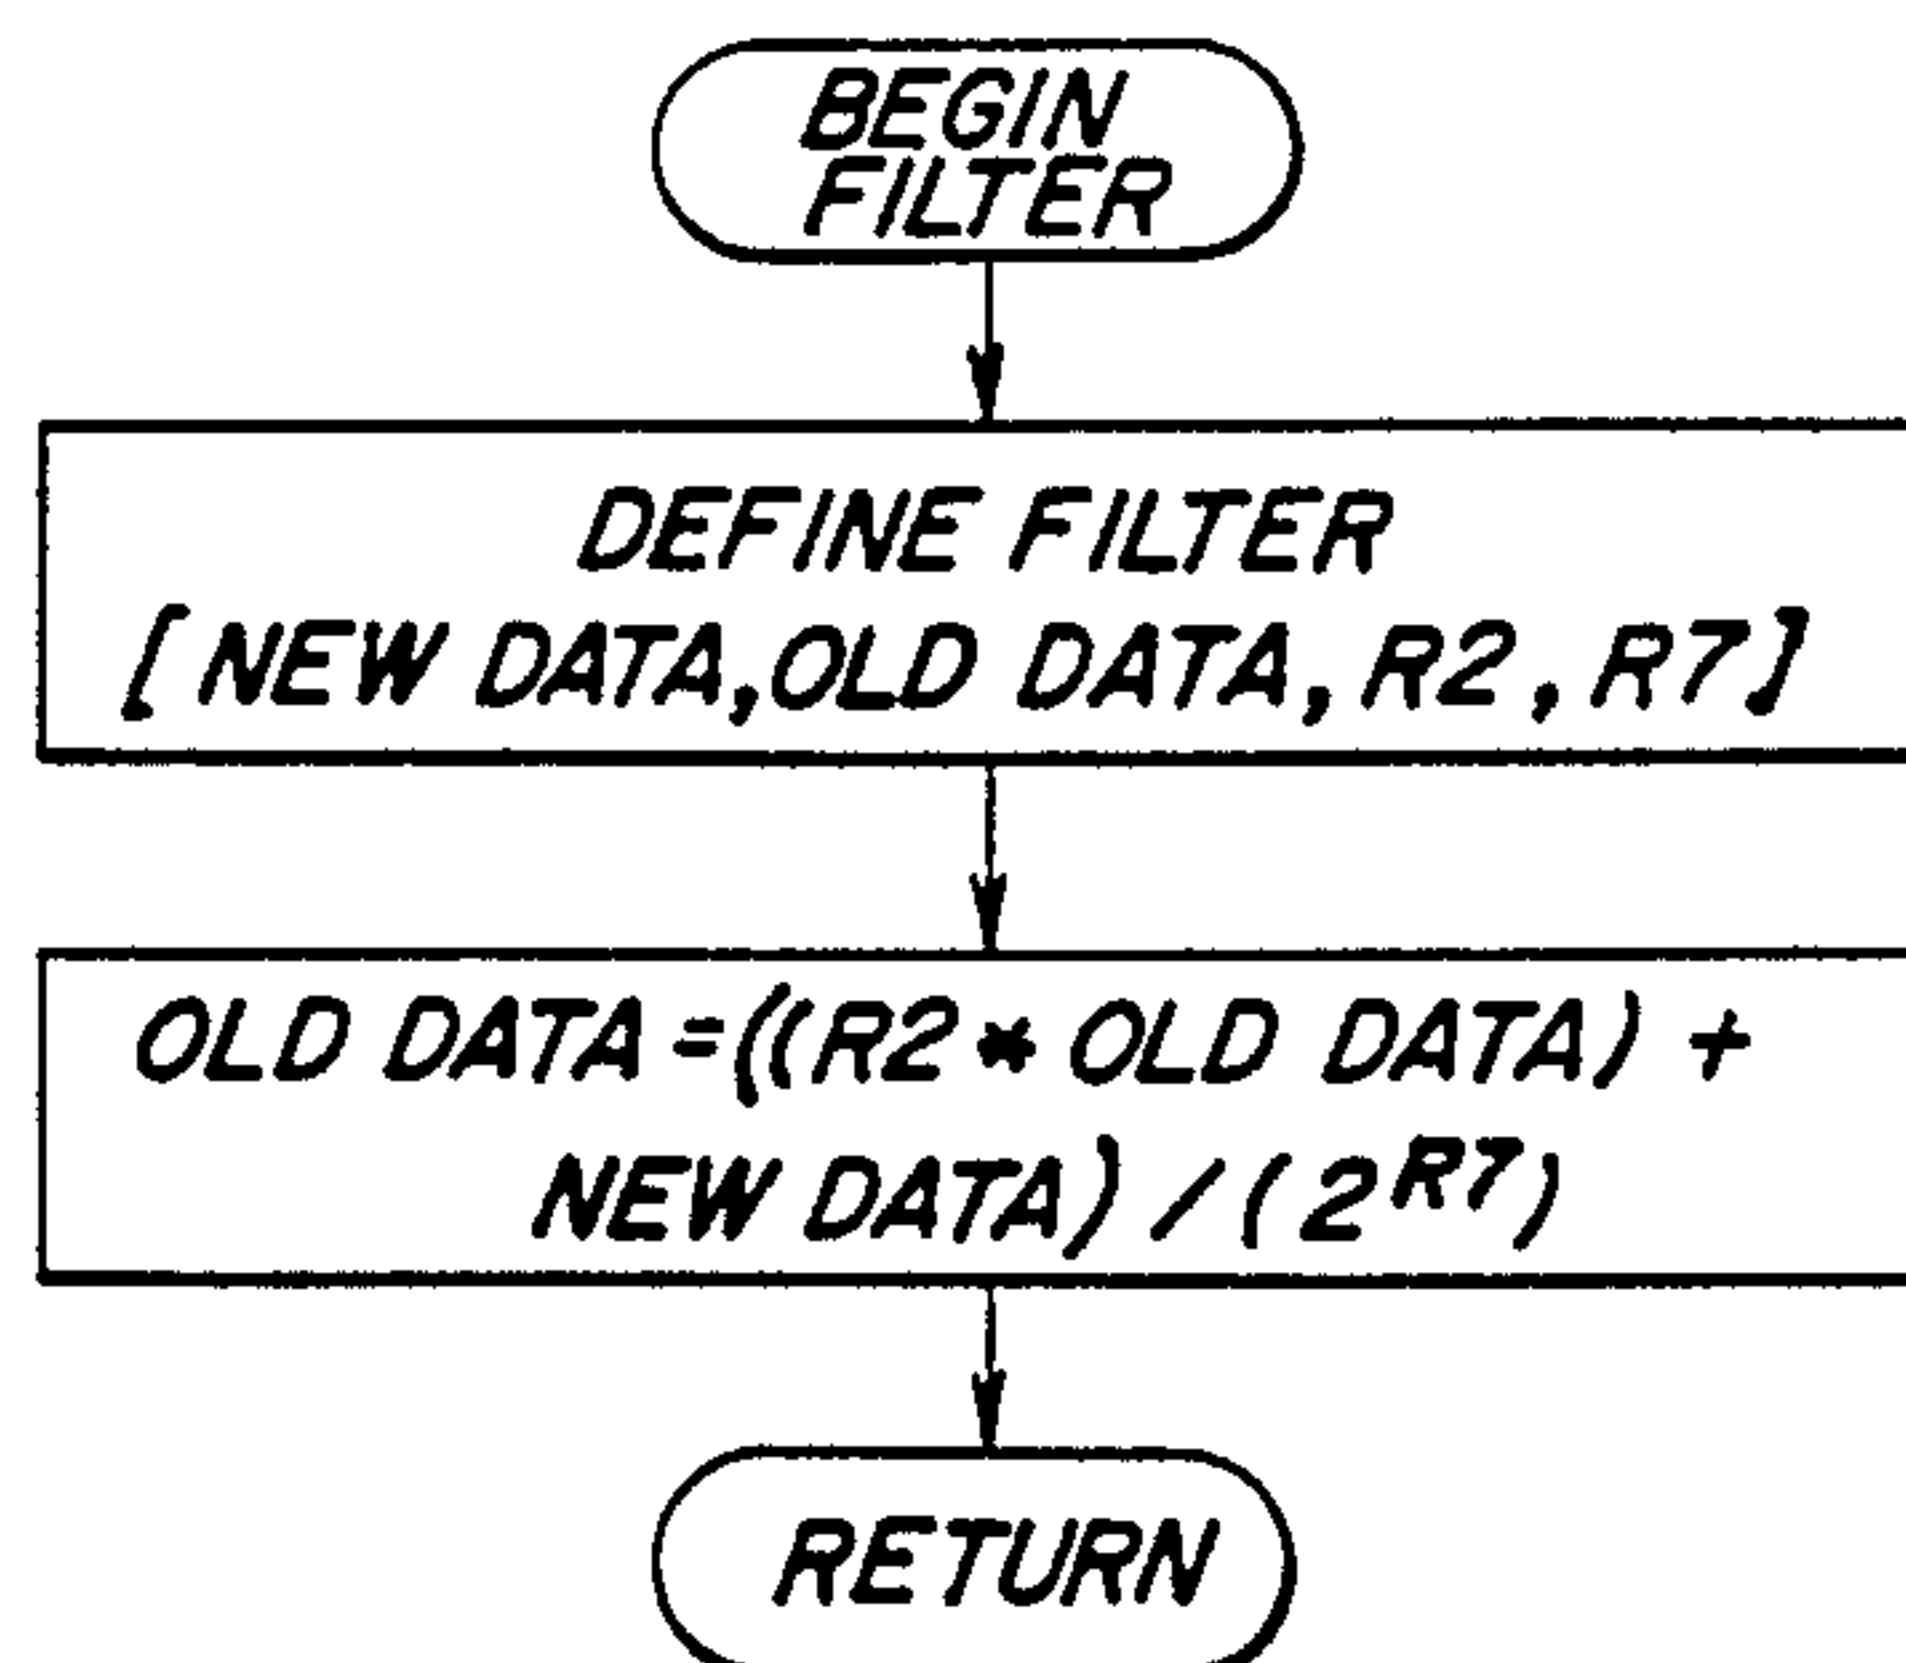 BEGIN
FILTER
DEFINE FILTER
[NEW DATA,OLD DATA, R2, R7]
OLD DATA =((R2* OLD DATA) +
NEW DATA) / (2^R7)
RETURN